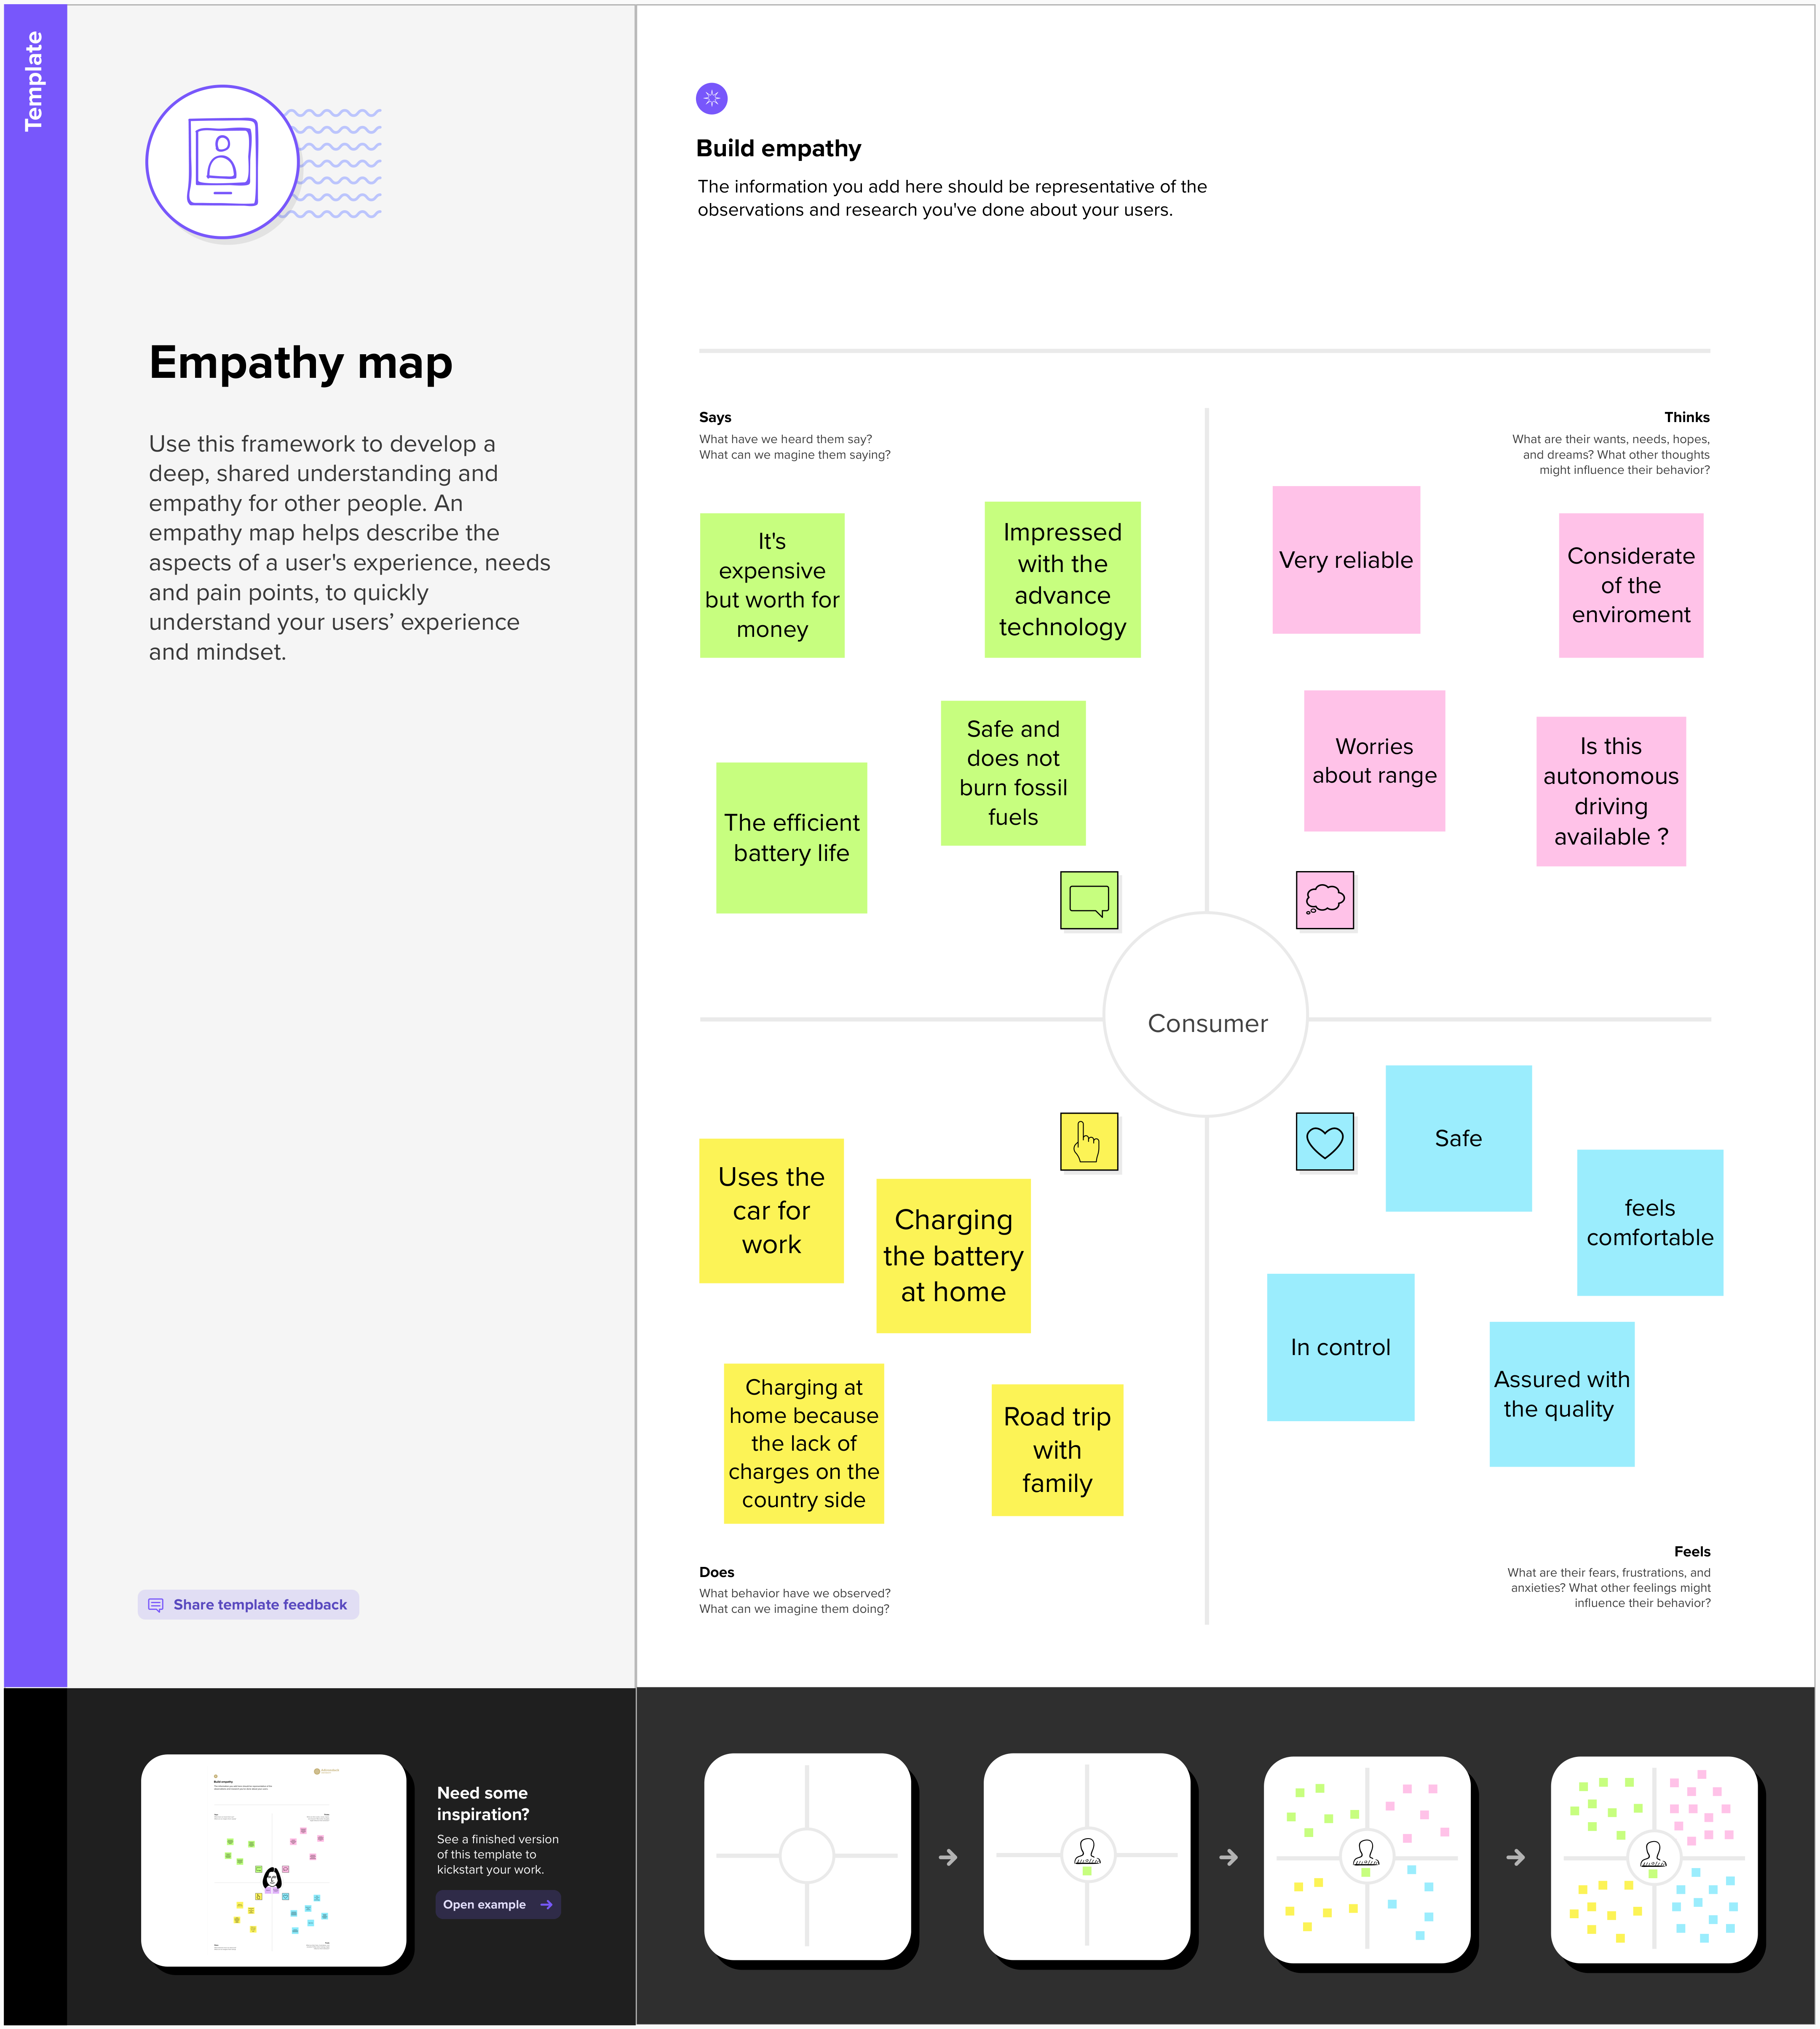 Template
Empathy map
Use this framework to develop a
deep, shared understanding and
empathy for other people. An
empathy map helps describe the
aspects of a user's experience, needs
and pain points, to quickly
understand your users’ experience
and mindset.
Share template feedback
Build empathy
The information you add here should be representative of the
observations and research you've done about your users.
Says
What have we heard them say?
What can we magine them saying?
It's
expensive
but worth for
money
Impressed
with the
advance
technology
Safe and
does not
burn fossil
fuels
The efficient
battery life
Thinks
What are their wants, needs, hopes,
and dreams? What other thoughts
might influence their behavior?
Very reliable
Considerate
of the
enviroment
Worries
about range
Is this
autonomous
driving
available ?
Consumer
Uses the
car for
work
Charging
the battery
at home
Charging at
home because
the lack of
charges on the
country side
Road trip
with
family
Does
What behavior have we observed?
What can we imagine them doing?
Safe
feels
comfortable
In control
Assured with
the quality
Feels
What are their fears, frustrations, and
anxieties? What other feelings might
influence their behavior?
Build empathy
Need some
inspiration?
See a finished version
of this template to
kickstart your work.
Open example